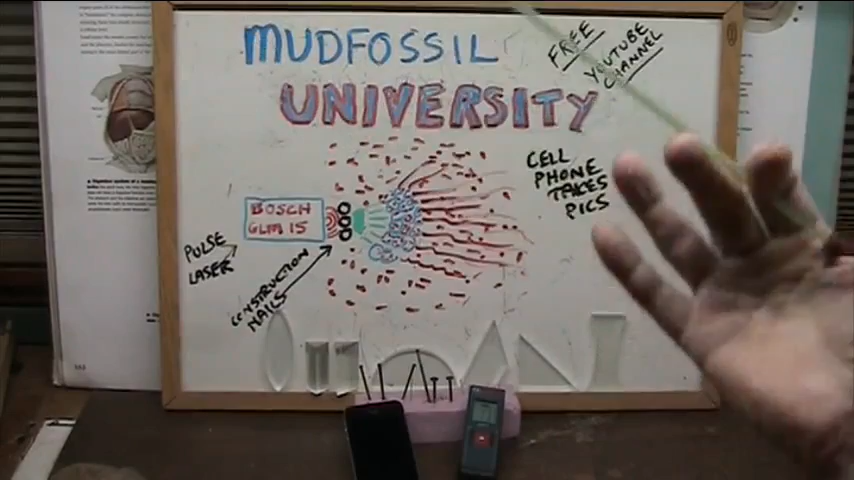 MUDFOSSIL
UNIVERSITY
FREE
YOUTUBE
CHANNEL
CELL
PHONE
TAKES
PICS
BOSCH
GLM 15
PULSE
LASER
CONSTRUCTION
NAILS